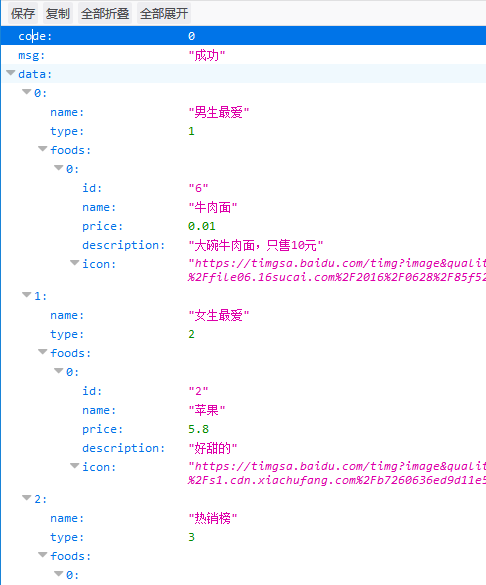 保存 复制 全部折叠 全部展开
code: 0
msg: "成功"
data:
0:
name: "男生最爱"
type: 1
foods:
0:
id: "6"
name: "牛肉面"
price: 0.01
description: "大碗牛肉面，只售10元"
icon: "https://timgsa.baidu.com/timg?image&qualit
%2Ffile06.16sucai.com%2F2016%2F0628%2F85f52
1:
name: "女生最爱"
type: 2
foods:
0:
id: "2"
name: "苹果"
price: 5.8
description: "好甜的"
icon: "https://timgsa.baidu.com/timg?image&qualit
%2Fs1.cdn.xiachufang.com%2Fb7260636ed9d11e5
2:
name: "热销榜"
type: 3
foods:
0: